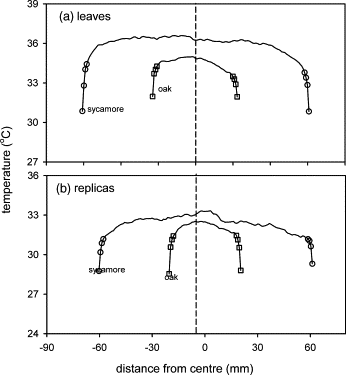 39
(a) leaves
36
33
oak
30
sycamore
27
temperature (°C)
36
(b) replicas
33
30
sycamore
oak
27
24
-90 -60 -30 0 30 60
distance from centre (mm)